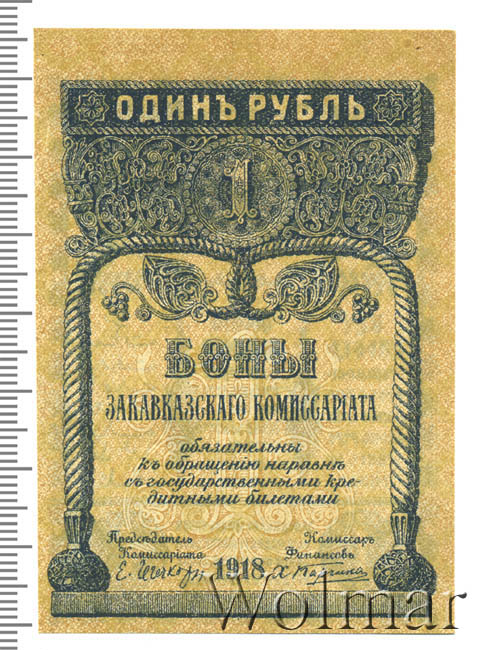 ОДИНЪ РУБЛЬ
1
БОНЫ
ЗАКАВКАЗСКАГО КОМИССАРІАТА
обязательны
къ обращенію наравнѣ
съ государственными кре-
дитными билетами
Предсѣдатель Комиссаръ
Комиссаріата Финансовъ
1918
Wolmar